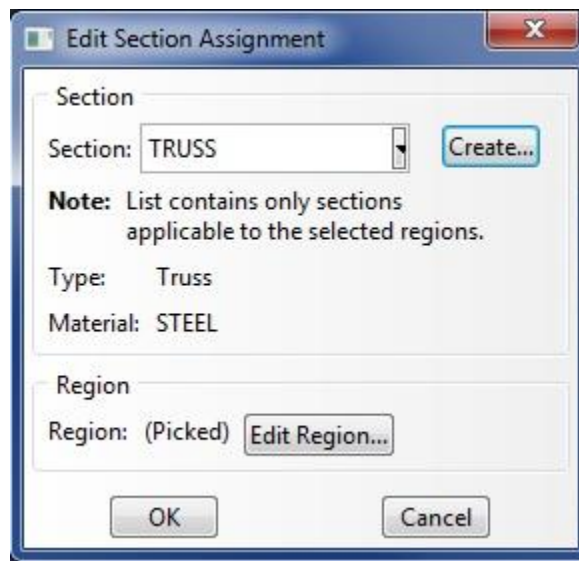 Edit Section Assignment
Section
Section: TRUSS Create...
Note: List contains only sections
applicable to the selected regions.
Type: Truss
Material: STEEL
Region
Region: (Picked) Edit Region...
OK Cancel